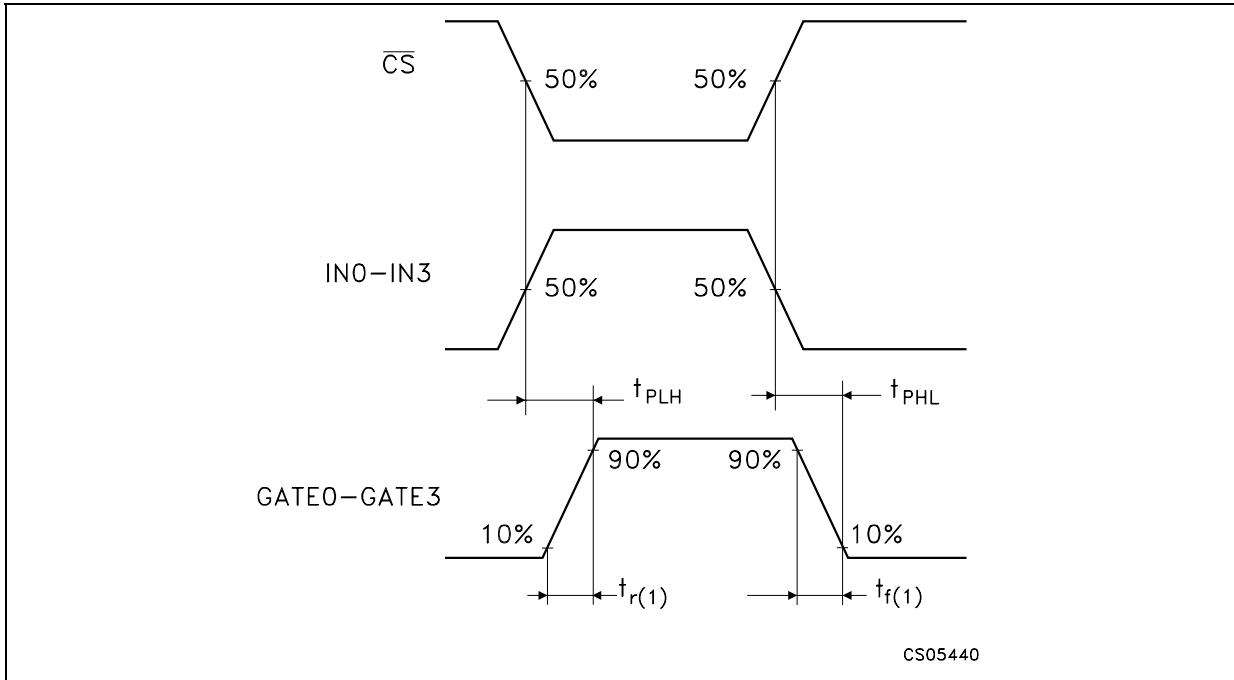 CS
50% 50%
IN0-IN3
50% 50%
tPLH tPHL
90% 90%
GATE0-GATE3
10% 10%
tr(1) tf(1)
CS05440